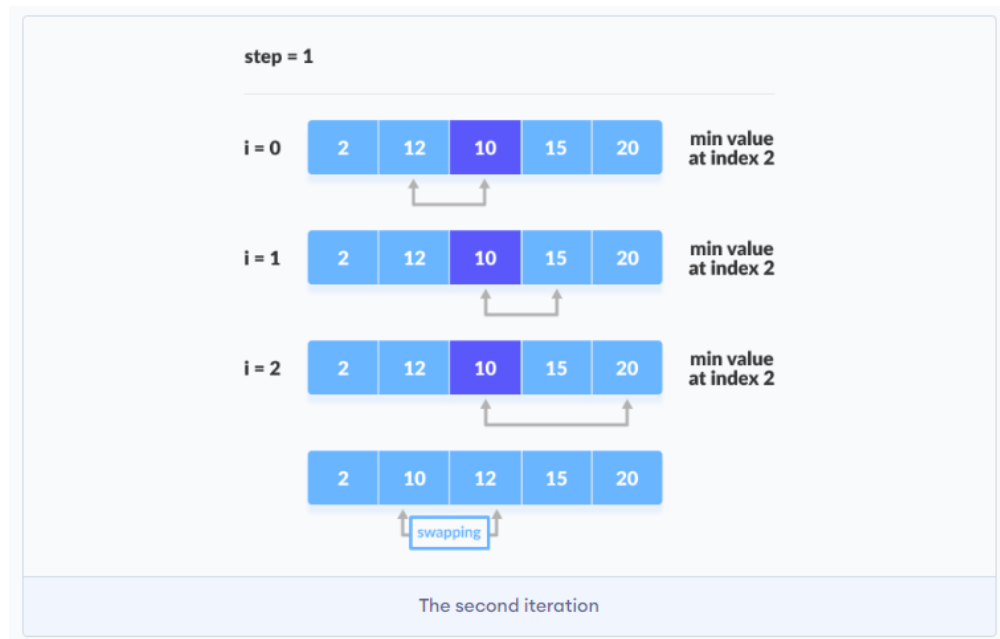 step = 1
i = 0 2 12 10 15 20 min value
at index 2
i = 1 2 12 10 15 20 min value
at index 2
i = 2 2 12 10 15 20 min value
at index 2
2 10 12 15 20
swapping
The second iteration